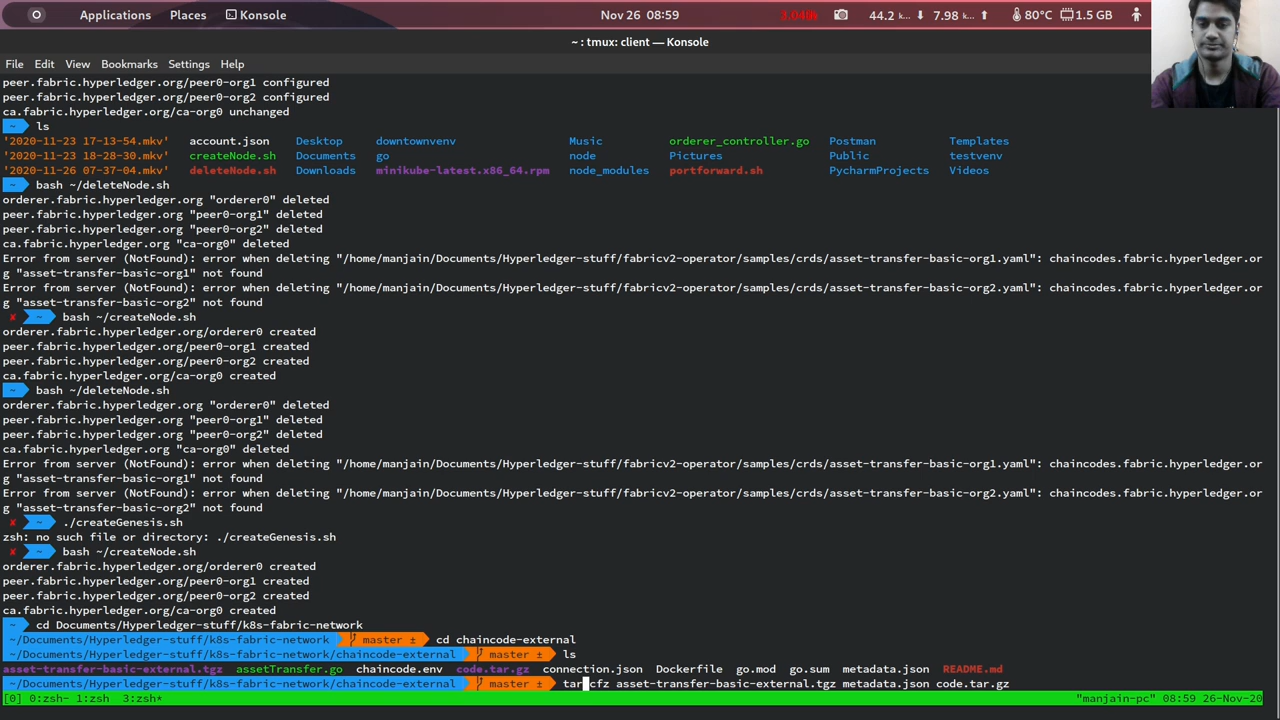 Applications Places Konsole Nov 26 08:59 3.04㎓ 44.2 k... ⬇ 7.98 k... ⬆ 80°C 1.5 GB
~ : tmux: client — Konsole
File Edit View Bookmarks Settings Help
peer.fabric.hyperledger.org/peer0-org1 configured
peer.fabric.hyperledger.org/peer0-org2 configured
ca.fabric.hyperledger.org/ca-org0 unchanged
~ ls
'2020-11-23 17-13-54.mkv' account.json Desktop downtownvenv Music orderer_controller.go Postman Templates
'2020-11-23 18-28-30.mkv' createNode.sh Documents go node Pictures Public testvenv
'2020-11-26 07-37-04.mkv' deleteNode.sh Downloads minikube-latest.x86_64.rpm node_modules portforward.sh PycharmProjects Videos
~ bash ~/deleteNode.sh
orderer.fabric.hyperledger.org "orderer0" deleted
peer.fabric.hyperledger.org "peer0-org1" deleted
peer.fabric.hyperledger.org "peer0-org2" deleted
ca.fabric.hyperledger.org "ca-org0" deleted
Error from server (NotFound): error when deleting "/home/manjain/Documents/Hyperledger-stuff/fabricv2-operator/samples/crds/asset-transfer-basic-org1.yaml": chaincodes.fabric.hyperledger.or
g "asset-transfer-basic-org1" not found
Error from server (NotFound): error when deleting "/home/manjain/Documents/Hyperledger-stuff/fabricv2-operator/samples/crds/asset-transfer-basic-org2.yaml": chaincodes.fabric.hyperledger.or
g "asset-transfer-basic-org2" not found
✘ ~ bash ~/createNode.sh
orderer.fabric.hyperledger.org/orderer0 created
peer.fabric.hyperledger.org/peer0-org1 created
peer.fabric.hyperledger.org/peer0-org2 created
ca.fabric.hyperledger.org/ca-org0 created
~ bash ~/deleteNode.sh
orderer.fabric.hyperledger.org "orderer0" deleted
peer.fabric.hyperledger.org "peer0-org1" deleted
peer.fabric.hyperledger.org "peer0-org2" deleted
ca.fabric.hyperledger.org "ca-org0" deleted
Error from server (NotFound): error when deleting "/home/manjain/Documents/Hyperledger-stuff/fabricv2-operator/samples/crds/asset-transfer-basic-org1.yaml": chaincodes.fabric.hyperledger.or
g "asset-transfer-basic-org1" not found
Error from server (NotFound): error when deleting "/home/manjain/Documents/Hyperledger-stuff/fabricv2-operator/samples/crds/asset-transfer-basic-org2.yaml": chaincodes.fabric.hyperledger.or
g "asset-transfer-basic-org2" not found
✘ ~ ./createGenesis.sh
zsh: no such file or directory: ./createGenesis.sh
✘ ~ bash ~/createNode.sh
orderer.fabric.hyperledger.org/orderer0 created
peer.fabric.hyperledger.org/peer0-org1 created
peer.fabric.hyperledger.org/peer0-org2 created
ca.fabric.hyperledger.org/ca-org0 created
~ cd Documents/Hyperledger-stuff/k8s-fabric-network
~/Documents/Hyperledger-stuff/k8s-fabric-network master ± cd chaincode-external
~/Documents/Hyperledger-stuff/k8s-fabric-network/chaincode-external master ± ls
asset-transfer-basic-external.tgz assetTransfer.go chaincode.env code.tar.gz connection.json Dockerfile go.mod go.sum metadata.json README.md
~/Documents/Hyperledger-stuff/k8s-fabric-network/chaincode-external master ± tar cfz asset-transfer-basic-external.tgz metadata.json code.tar.gz
[0] 0:zsh- 1:zsh 3:zsh* "manjain-pc" 08:59 26-Nov-20